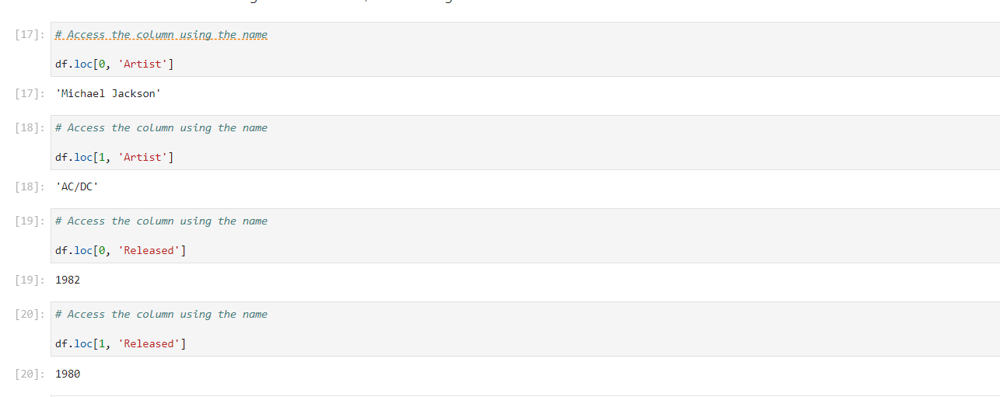 [17]: # Access the column using the name
df.loc[0, 'Artist']
[17]: 'Michael Jackson'
[18]: # Access the column using the name
df.loc[1, 'Artist']
[18]: 'AC/DC'
[19]: # Access the column using the name
df.loc[0, 'Released']
[19]: 1982
[20]: # Access the column using the name
df.loc[1, 'Released']
[20]: 1980